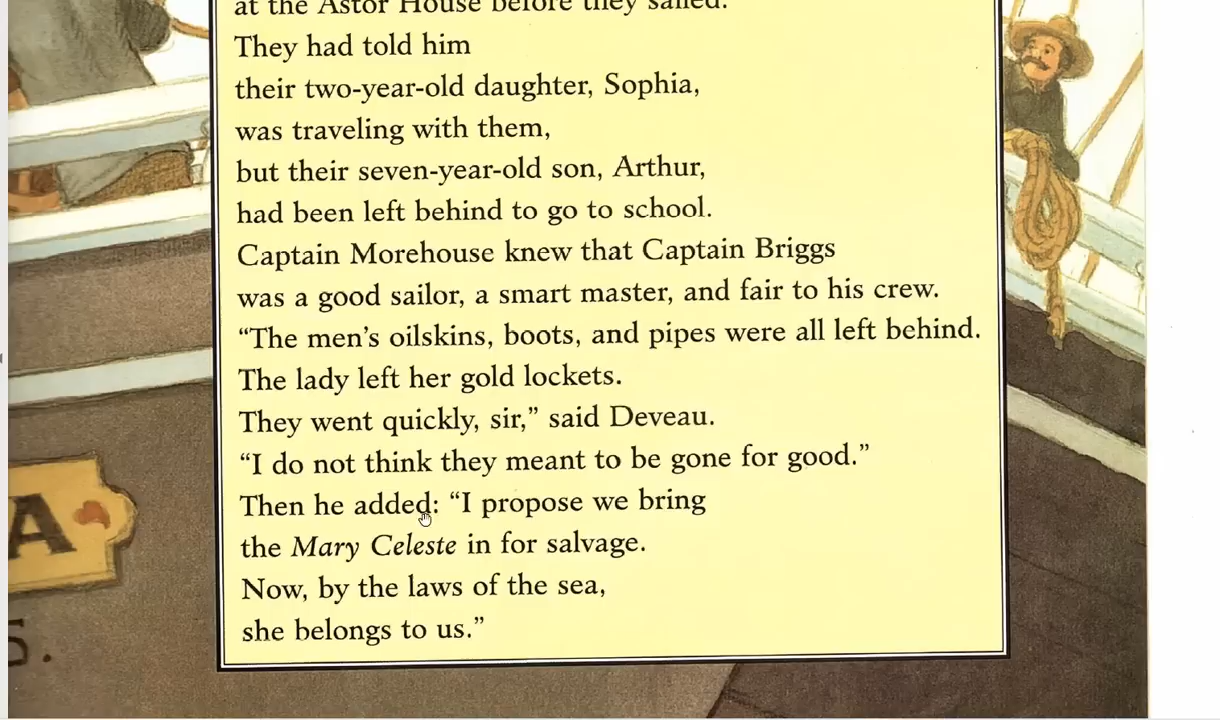 at the Astor House before they sailed.
They had told him
their two-year-old daughter, Sophia,
was traveling with them,
but their seven-year-old son, Arthur,
had been left behind to go to school.
Captain Morehouse knew that Captain Briggs
was a good sailor, a smart master, and fair to his crew.
“The men’s oilskins, boots, and pipes were all left behind.
The lady left her gold lockets.
They went quickly, sir,” said Deveau.
“I do not think they meant to be gone for good.”
Then he added: “I propose we bring
the Mary Celeste in for salvage.
Now, by the laws of the sea,
she belongs to us.”
A
S.